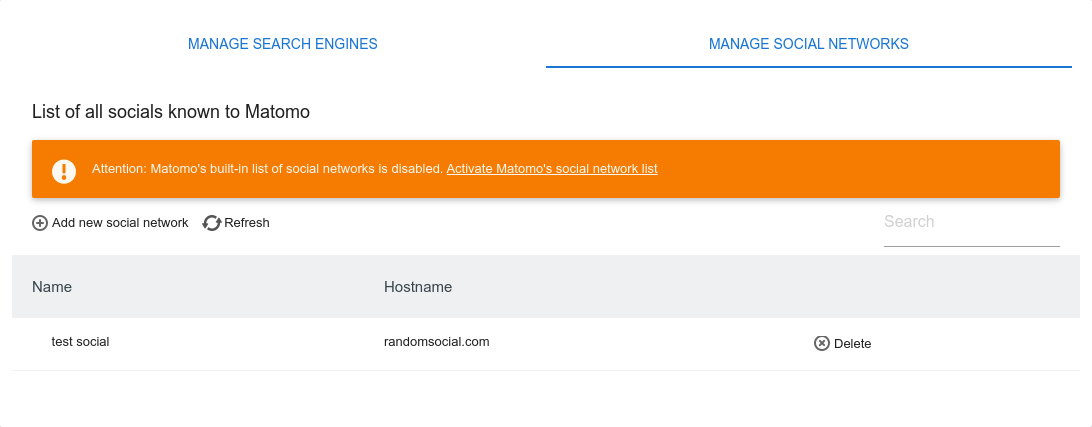 MANAGE SEARCH ENGINES
MANAGE SOCIAL NETWORKS
List of all socials known to Matomo
Attention: Matomo's built-in list of social networks is disabled. Activate Matomo's social network list
Add new social network Refresh
Search
Name Hostname
test social randomsocial.com Delete